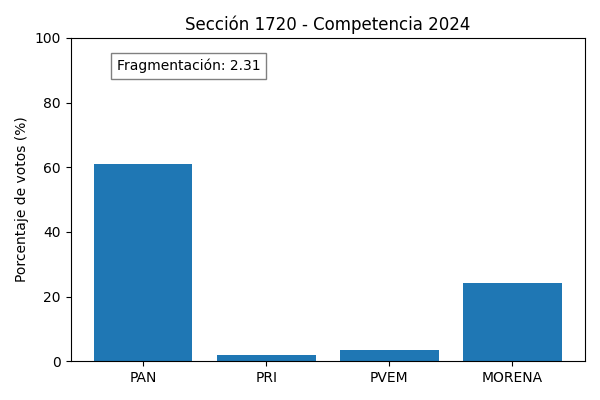 Sección 1720 - Competencia 2024
Fragmentación: 2.31
Porcentaje de votos (%)
100
80
60
40
20
0
PAN PRI PVEM MORENA